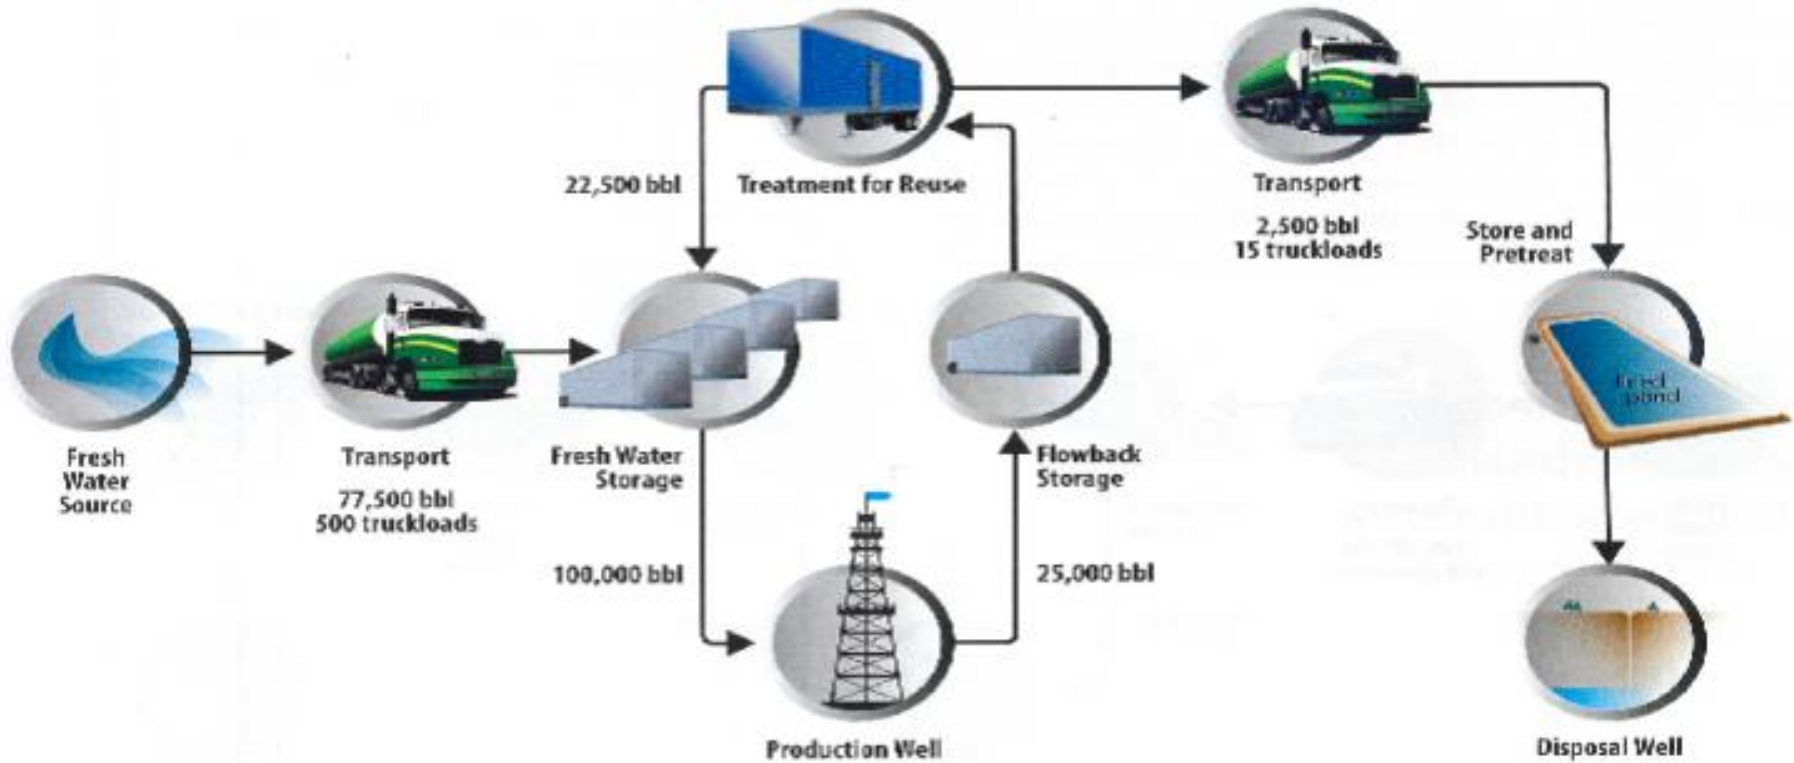 22,500 bbl
Treatment for Reuse
Transport
2,500 bbl
15 truckloads
Store and
Pretreat
Fresh
Water
Source
Transport
77,500 bbl
500 truckloads
Fresh Water
Storage
Flowback
Storage
lined
pond
100,000 bbl
25,000 bbl
Production Well
Disposal Well